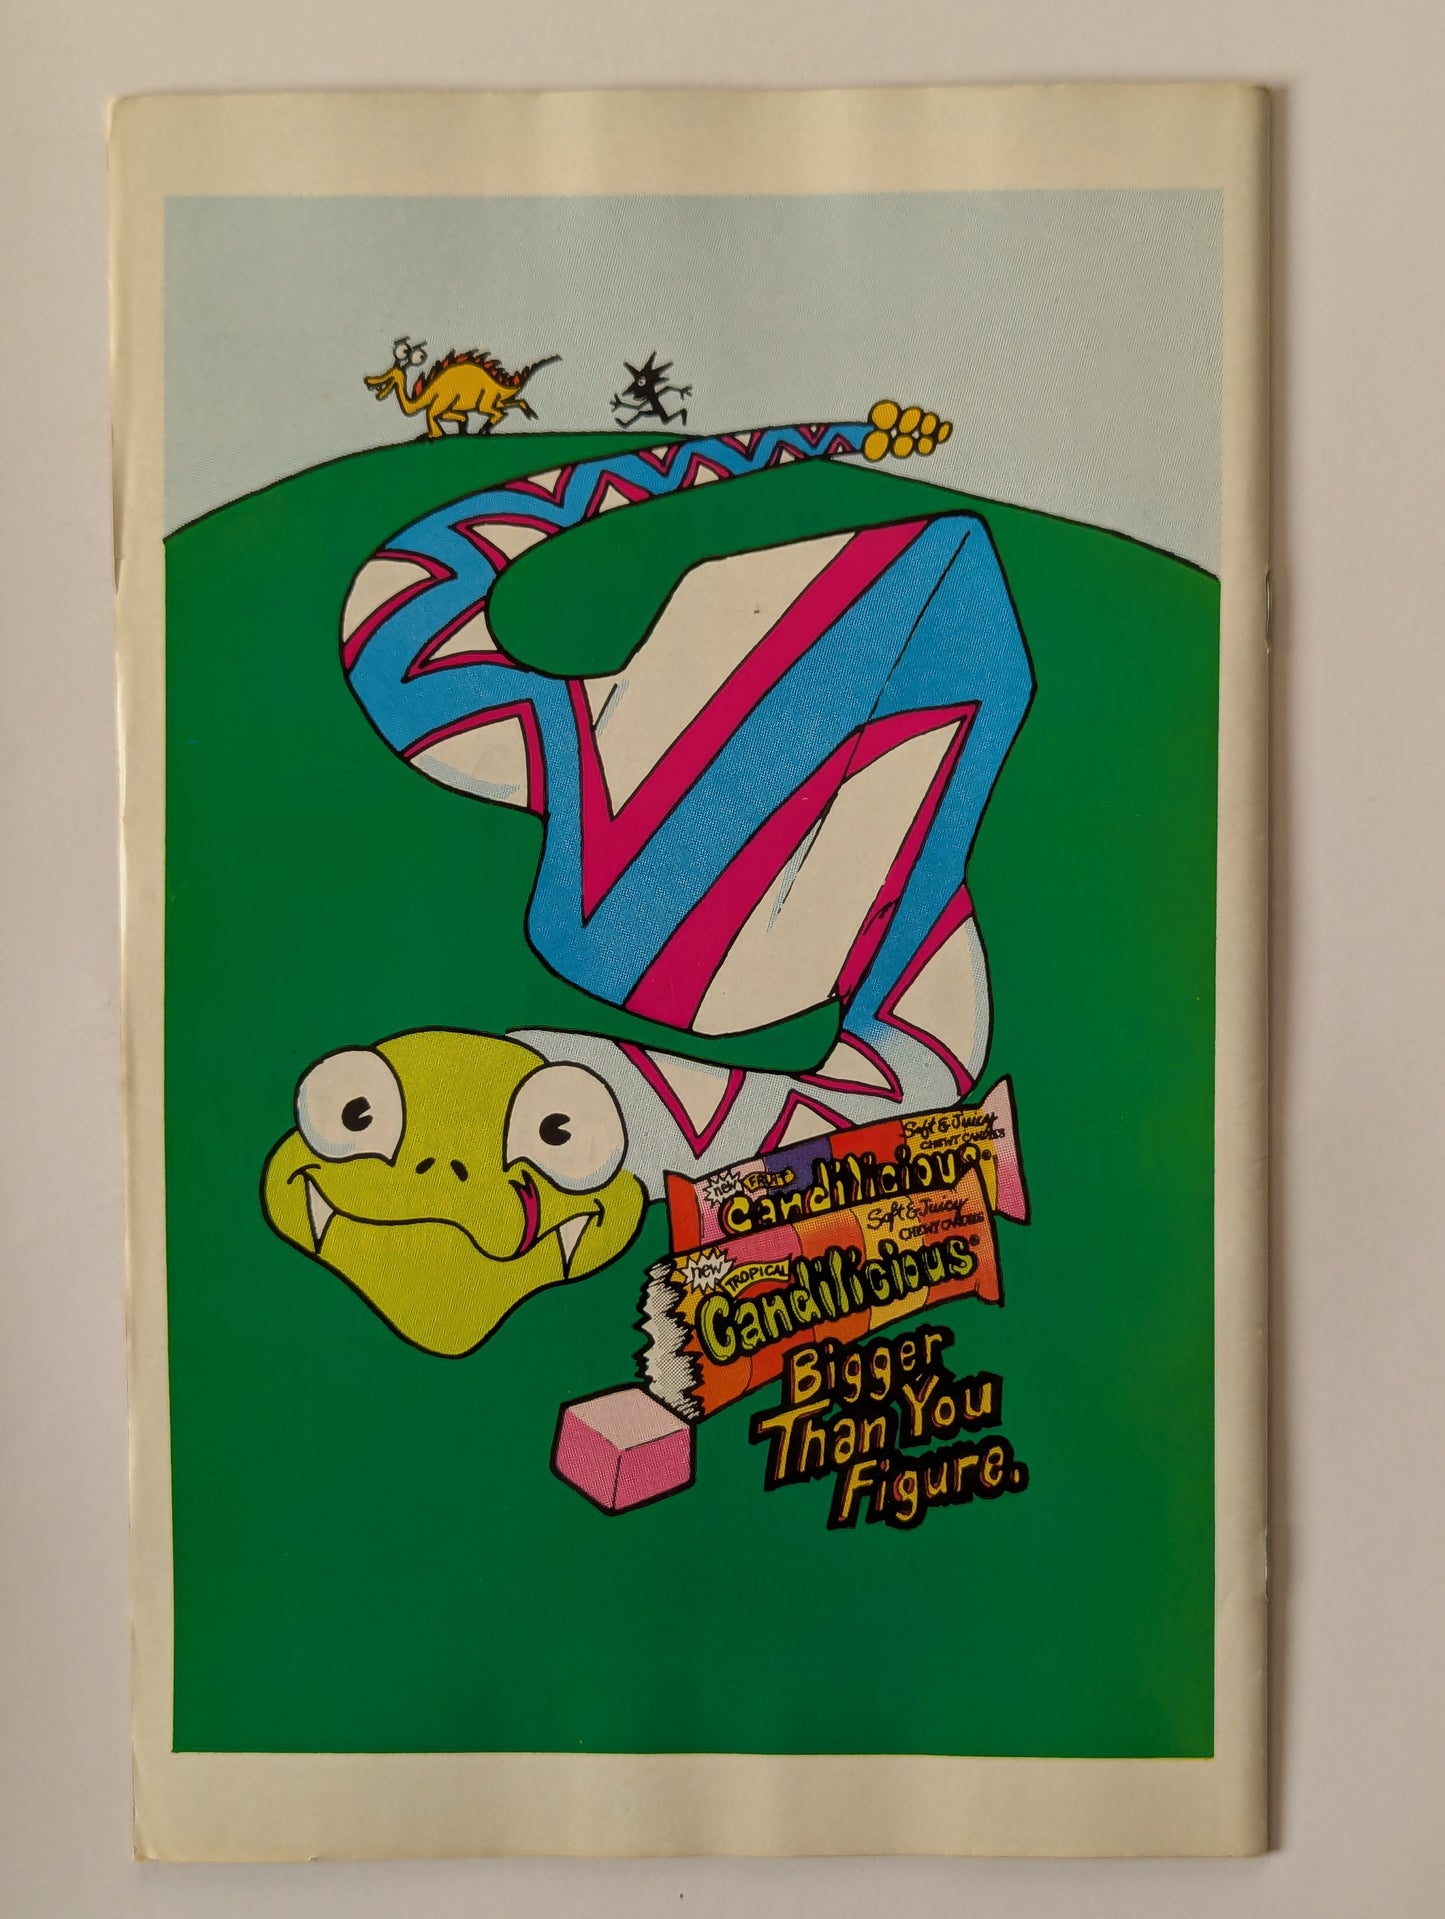 Soft & Juicy
CHEWY CANDIES
new FRUIT
Candilicious®
Soft & Juicy
CHEWY CANDIES
new TROPICAL
Candilicious®
Bigger
Than You
Figure.